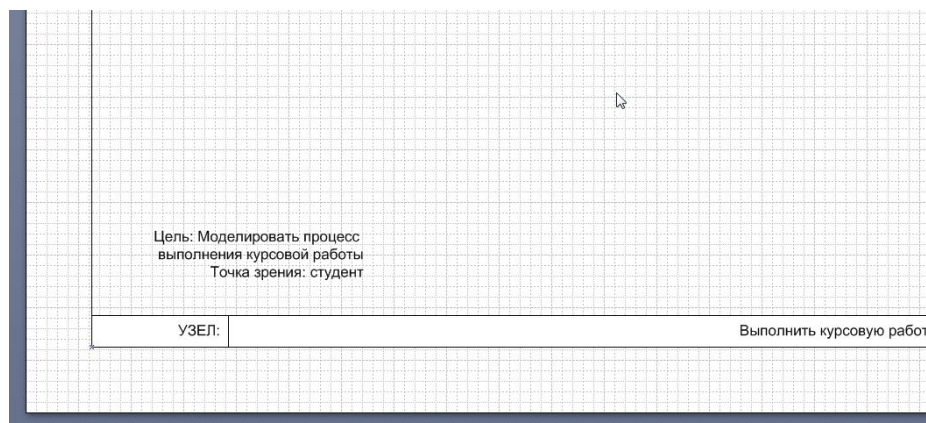 Цель: Моделировать процесс
выполнения курсовой работы
Точка зрения: студент
УЗЕЛ:
Выполнить курсовую работ